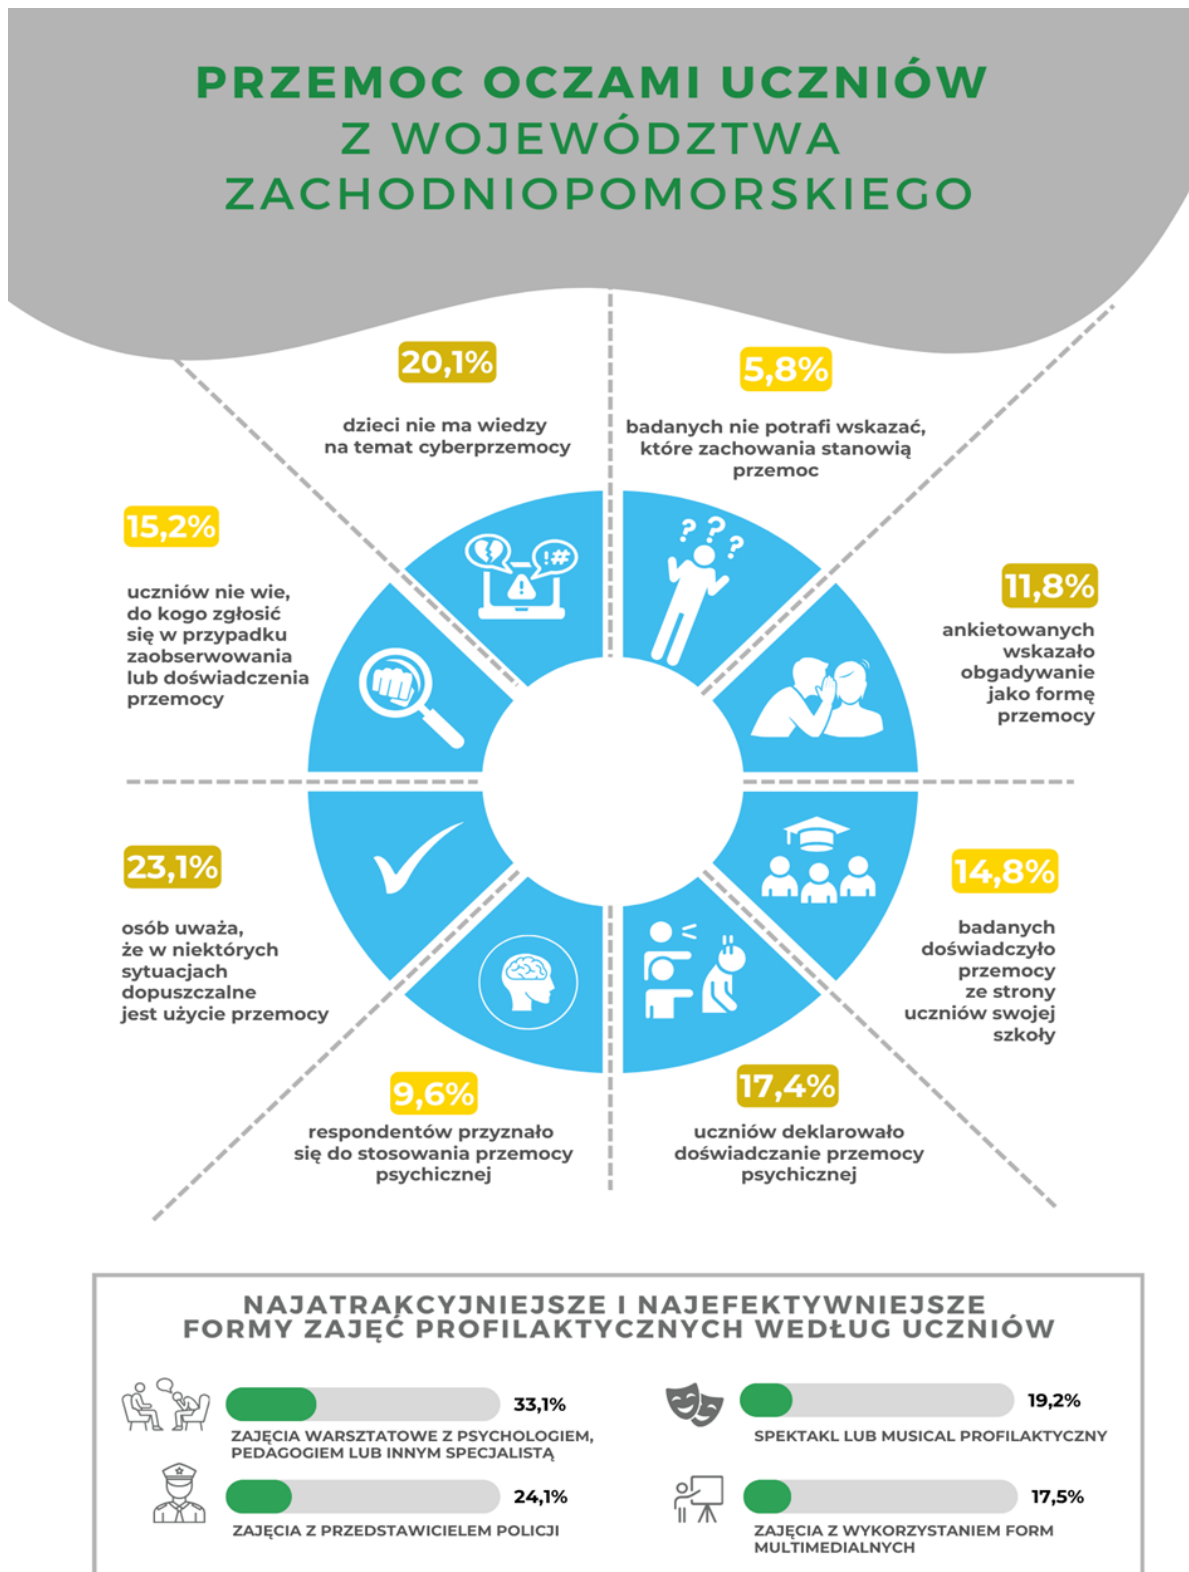 PRZEMOC OCZAMI UCZNIÓW
Z WOJEWÓDZTWA
ZACHODNIOPOMORSKIEGO
20,1%
dzieci nie ma wiedzy
na temat cyberprzemocy
5,8%
badanych nie potrafi wskazać,
które zachowania stanowią
przemoc
15,2%
uczniów nie wie,
do kogo zgłosić
się w przypadku
zaobserwowania
lub doświadczenia
przemocy
? ? ?
!#
!
11,8%
ankietowanych
wskazało
obgadywanie
jako formę
przemocy
23,1%
osób uważa,
że w niektórych
sytuacjach
dopuszczalne
jest użycie przemocy
14,8%
badanych
doświadczyło
przemocy
ze strony
uczniów swojej
szkoły
9,6%
respondentów przyznało
się do stosowania przemocy
psychicznej
17,4%
uczniów deklarowało
doświadczanie przemocy
psychicznej
NAJATRAKCYJNIEJSZE I NAJEFEKTYWNIEJSZE
FORMY ZAJĘĆ PROFILAKTYCZNYCH WEDŁUG UCZNIÓW
33,1%
ZAJĘCIA WARSZTATOWE Z PSYCHOLOGIEM,
PEDAGOGIEM LUB INNYM SPECJALISTĄ
19,2%
SPEKTAKL LUB MUSICAL PROFILAKTYCZNY
24,1%
ZAJĘCIA Z PRZEDSTAWICIELEM POLICJI
17,5%
ZAJĘCIA Z WYKORZYSTANIEM FORM
MULTIMEDIALNYCH